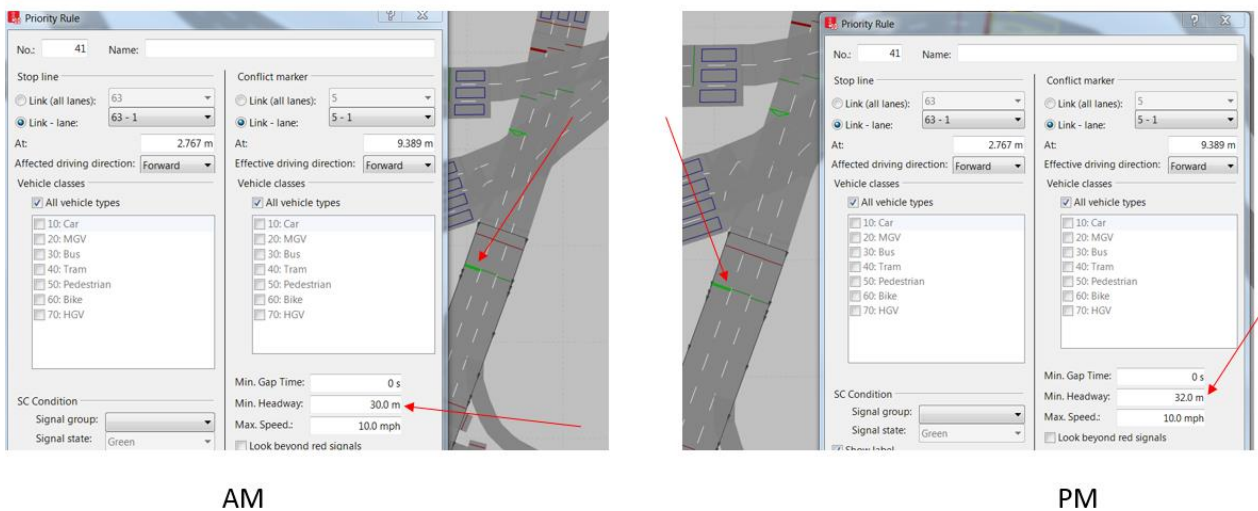 Priority Rule
No.: 41 Name:
Stop line
Link (all lanes): 63
Link - lane: 63 - 1
At: 2.767 m
Affected driving direction: Forward
Vehicle classes
All vehicle types
10: Car
20: MGV
30: Bus
40: Tram
50: Pedestrian
60: Bike
70: HGV
SC Condition
Signal group:
Signal state: Green
Conflict marker
Link (all lanes): 5
Link - lane: 5 - 1
At: 9.389 m
Effective driving direction: Forward
Vehicle classes
All vehicle types
10: Car
20: MGV
30: Bus
40: Tram
50: Pedestrian
60: Bike
70: HGV
Min. Gap Time: 0 s
Min. Headway: 30.0 m
Max. Speed.: 10.0 mph
Look beyond red signals
AM
Priority Rule
No.: 41 Name:
Stop line
Link (all lanes): 63
Link - lane: 63 - 1
At: 2.767 m
Affected driving direction: Forward
Vehicle classes
All vehicle types
10: Car
20: MGV
30: Bus
40: Tram
50: Pedestrian
60: Bike
70: HGV
SC Condition
Signal group:
Signal state: Green
Show label
Conflict marker
Link (all lanes): 5
Link - lane: 5 - 1
At: 9.389 m
Effective driving direction: Forward
Vehicle classes
All vehicle types
10: Car
20: MGV
30: Bus
40: Tram
50: Pedestrian
60: Bike
70: HGV
Min. Gap Time: 0 s
Min. Headway: 32.0 m
Max. Speed.: 10.0 mph
Look beyond red signals
PM